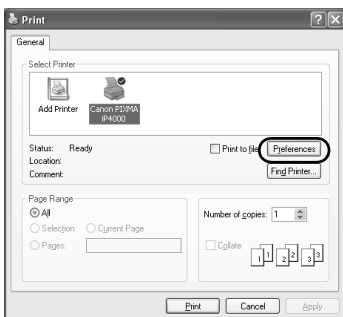 Print
General
Select Printer
Add Printer
Canon PIXMA
iP4000
Status: Ready
Location:
Comment:
Print to file
Preferences
Find Printer...
Page Range
All
Selection
Current Page
Pages:
Number of copies: 1
Collate
1 1 2 2 3 3
Print
Cancel
Apply